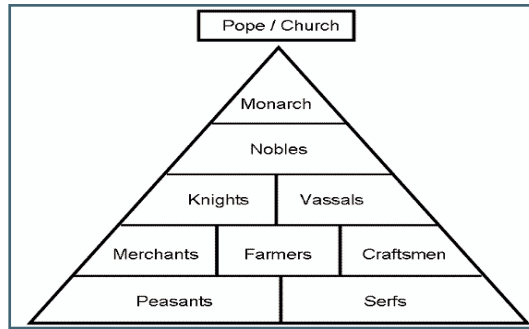 Pope / Church
Monarch
Nobles
Knights Vassals
Merchants Farmers Craftsmen
Peasants Serfs